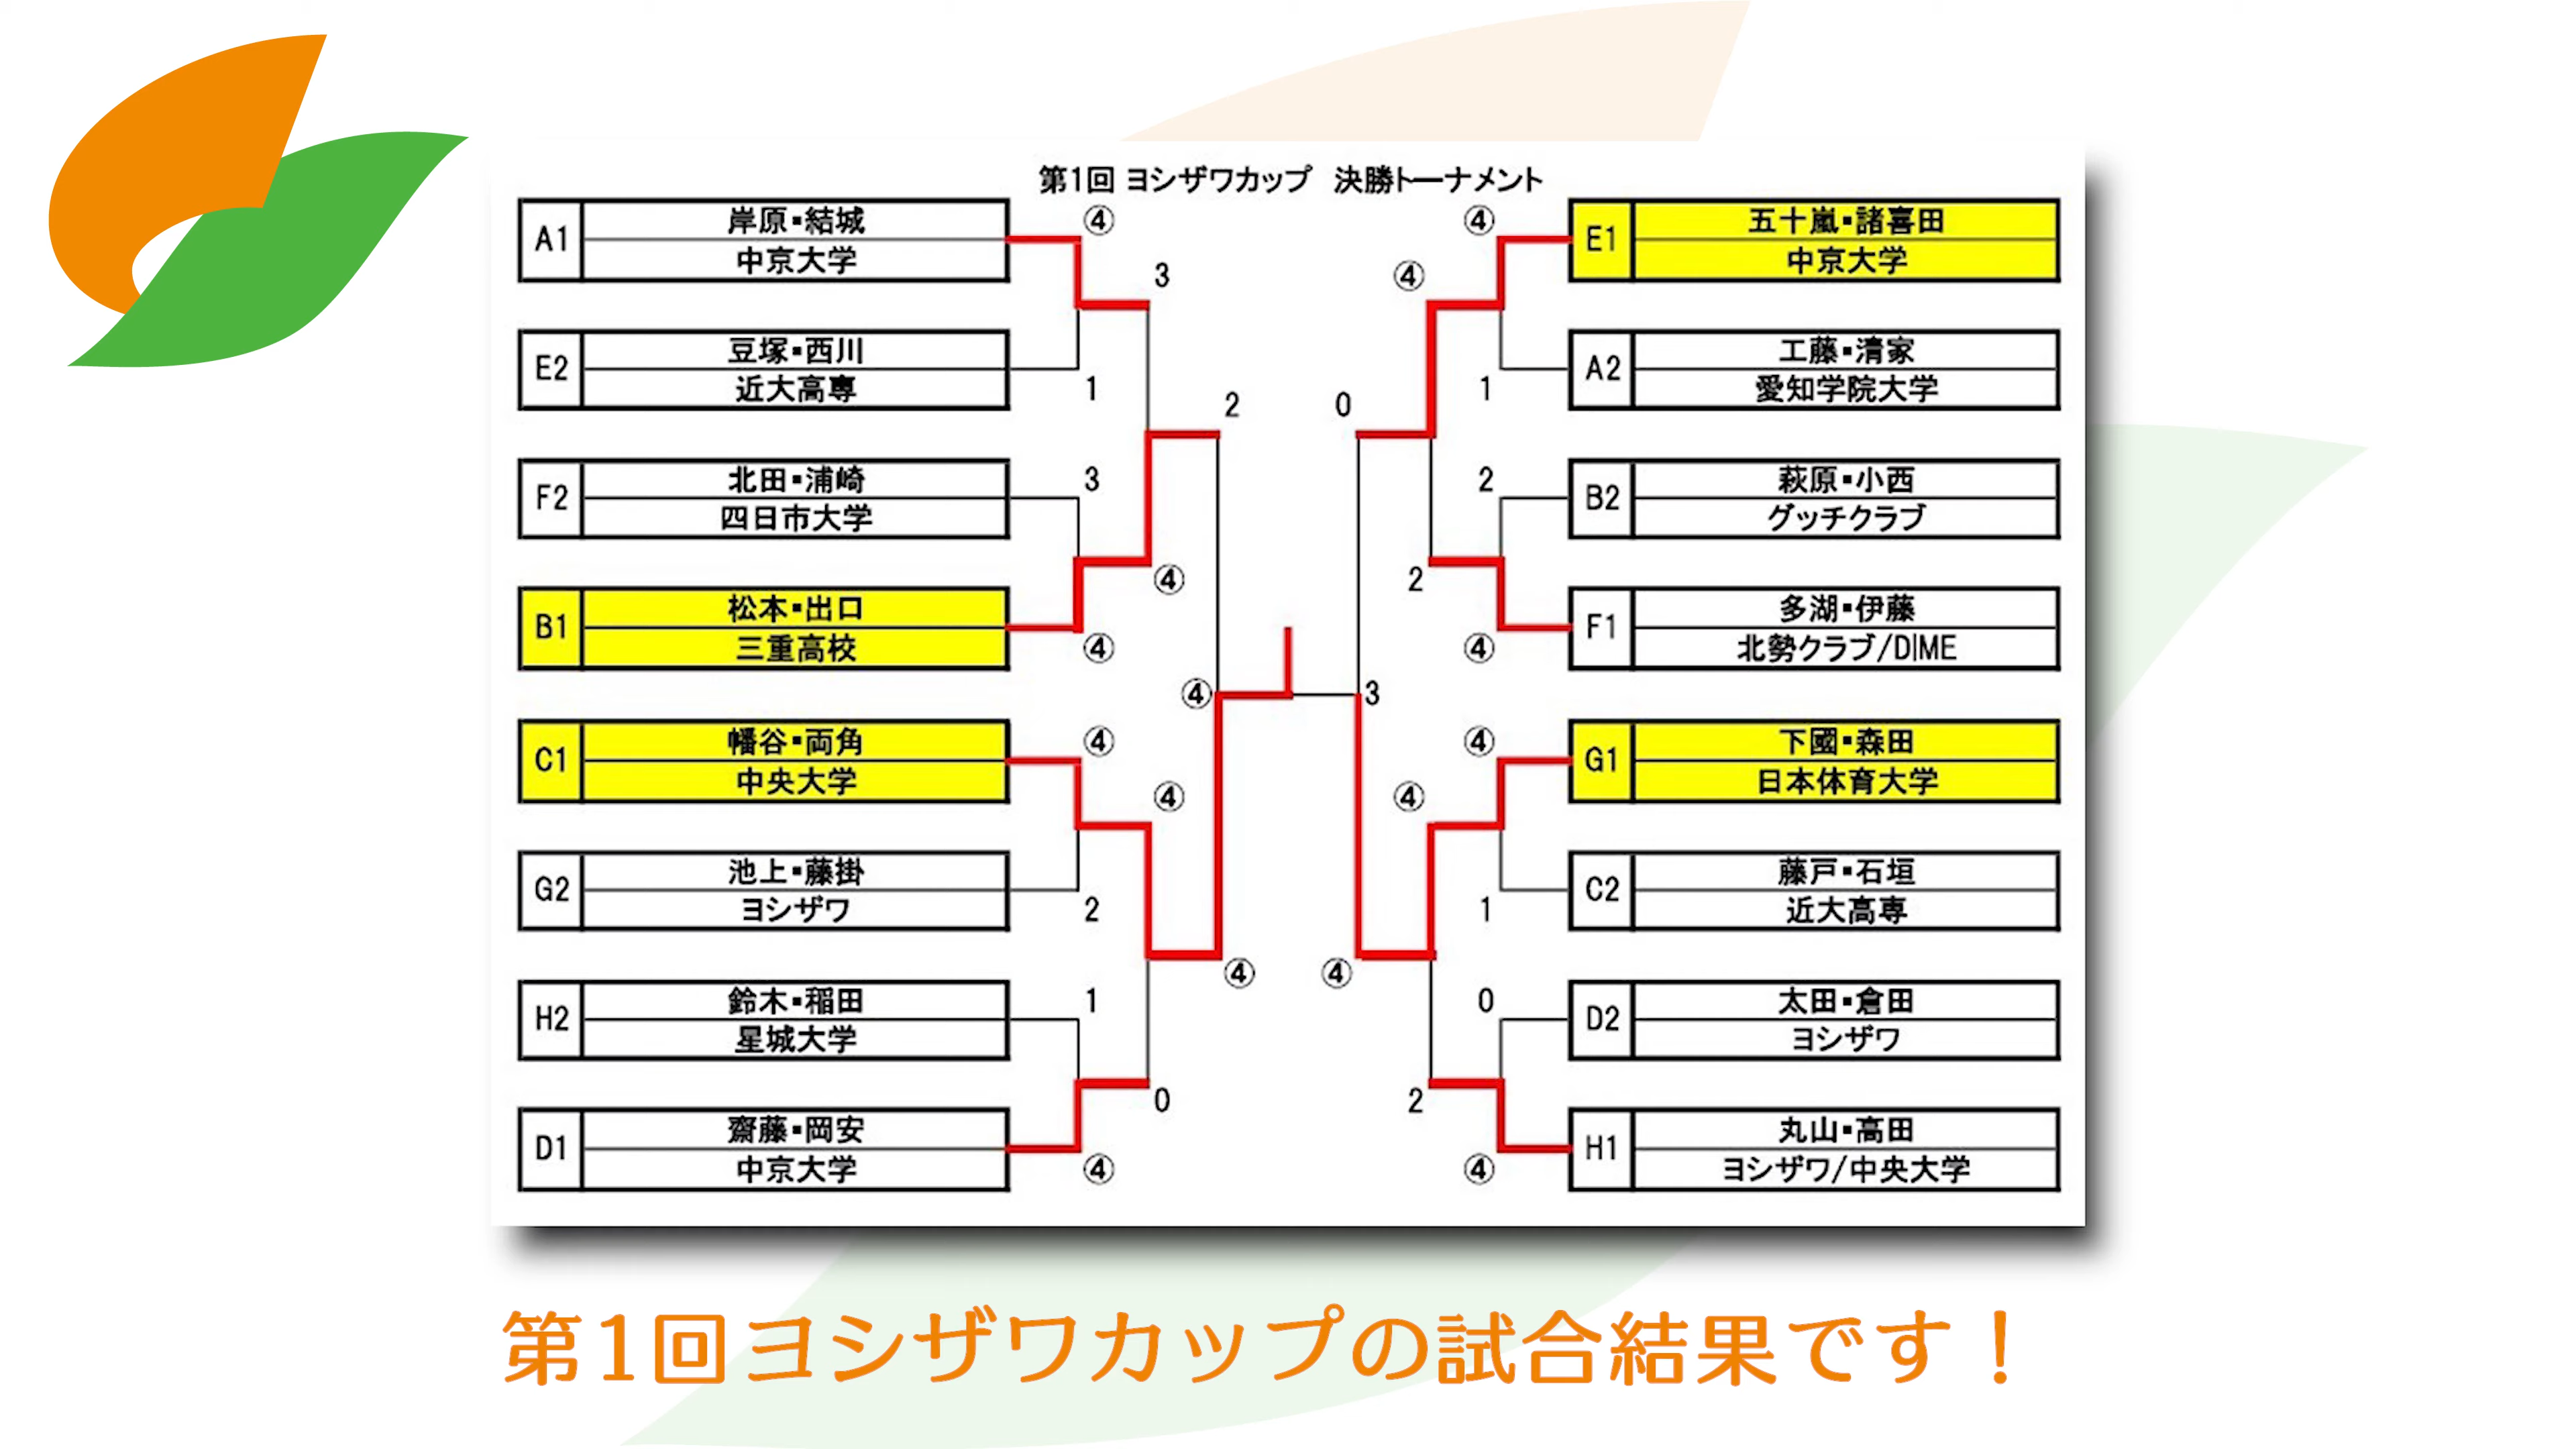 第1回 ヨシザワカップ 決勝トーナメント
A1
岸原・結城
中京大学
④
3
E2
豆塚・西川
近大高専
1
2
F2
北田・浦崎
四日市大学
3
④
B1
松本・出口
三重高校
④
④
C1
幡谷・両角
中央大学
④
④
G2
池上・藤掛
ヨシザワ
2
④
H2
鈴木・稲田
星城大学
1
0
D1
齋藤・岡安
中京大学
④
④
④
E1
五十嵐・諸喜田
中京大学
0
1
A2
工藤・清家
愛知学院大学
2
2
B2
萩原・小西
グッチクラブ
④
F1
多湖・伊藤
北勢クラブ/DIME
3
④
④
G1
下國・森田
日本体育大学
④
1
C2
藤戸・石垣
近大高専
0
2
D2
太田・倉田
ヨシザワ
④
H1
丸山・高田
ヨシザワ/中央大学
第1回ヨシザワカップの試合結果です！